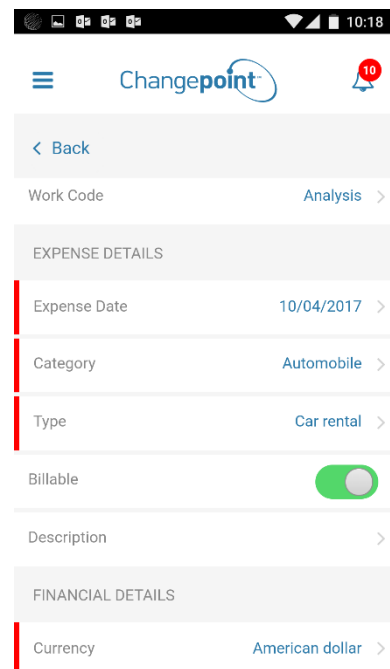 10:18
Changepoint™
10
Back
Work Code Analysis
EXPENSE DETAILS
Expense Date 10/04/2017
Category Automobile
Type Car rental
Billable
Description
FINANCIAL DETAILS
Currency American dollar